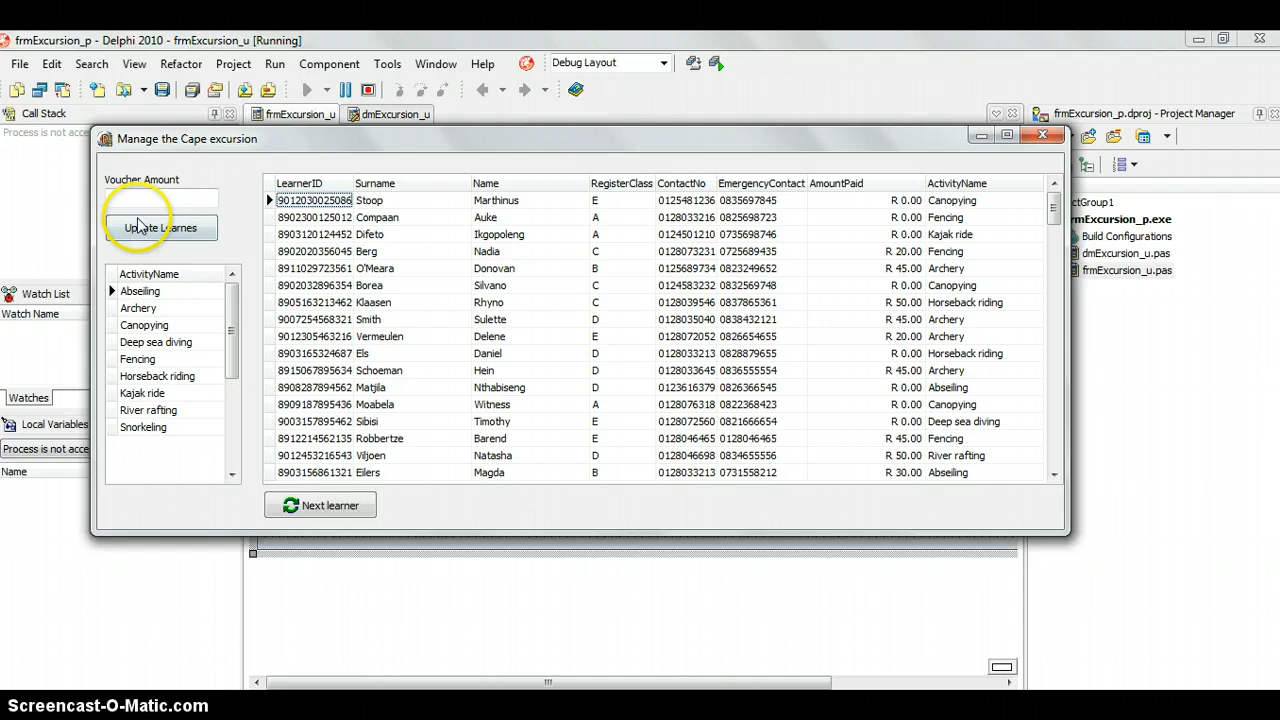 frmExcursion_p - Delphi 2010 - frmExcursion_u [Running]
File Edit Search View Refactor Project Run Component Tools Window Help Debug Layout
Call Stack frmExcursion_u dmExcursion_u frmExcursion_p.dproj - Project Manager
Process is not acce
Manage the Cape excursion
Voucher Amount
Update Learnes
ActivityName
Abseiling
Archery
Canopying
Deep sea diving
Fencing
Horseback riding
Kajak ride
River rafting
Snorkeling
LearnerID Surname Name RegisterClass ContactNo EmergencyContact AmountPaid ActivityName
9012030025086 Stoop Marthinus E 0125481236 0835697845 R 0.00 Canopying
8902300125012 Compaan Auke A 0128033216 0825698723 R 0.00 Fencing
8903120124452 Difeto Ikgopoleng A 0124501210 0735698746 R 0.00 Kajak ride
8902020356045 Berg Nadia C 0128073231 0725689435 R 20.00 Fencing
8911029723561 O'Meara Donovan B 0125689734 0823249652 R 45.00 Archery
8902032896354 Borea Silvano C 0124583232 0832569748 R 0.00 Canopying
8905163213462 Klaasen Rhyno C 0128039546 0837865361 R 50.00 Horseback riding
9007254568321 Smith Sulette D 0128035040 0838432121 R 45.00 Archery
9012305463216 Vermeulen Delene E 0128072052 0826654655 R 20.00 Archery
8903165324687 Els Daniel D 0128033213 0828879655 R 0.00 Horseback riding
8915067895634 Schoeman Hein D 0128033645 0836555554 R 45.00 Archery
8908287894562 Matjila Nthabiseng D 0123616379 0826366545 R 0.00 Abseiling
8909187895436 Moabela Witness A 0128076318 0822368423 R 0.00 Canopying
9003157895462 Sibisi Timothy E 0128072560 0821666654 R 0.00 Deep sea diving
8912214562135 Robbertze Barend E 0128046465 0128046465 R 45.00 Fencing
9012453216543 Viljoen Natasha D 0128046698 0834655556 R 50.00 River rafting
8903156861321 Eilers Magda B 0128033213 0731558212 R 30.00 Abseiling
Next learner
Watch List
Watch Name
Watches
Local Variables
Process is not acce
Name
ectGroup1
frmExcursion_p.exe
Build Configurations
dmExcursion_u.pas
frmExcursion_u.pas
Screencast-O-Matic.com